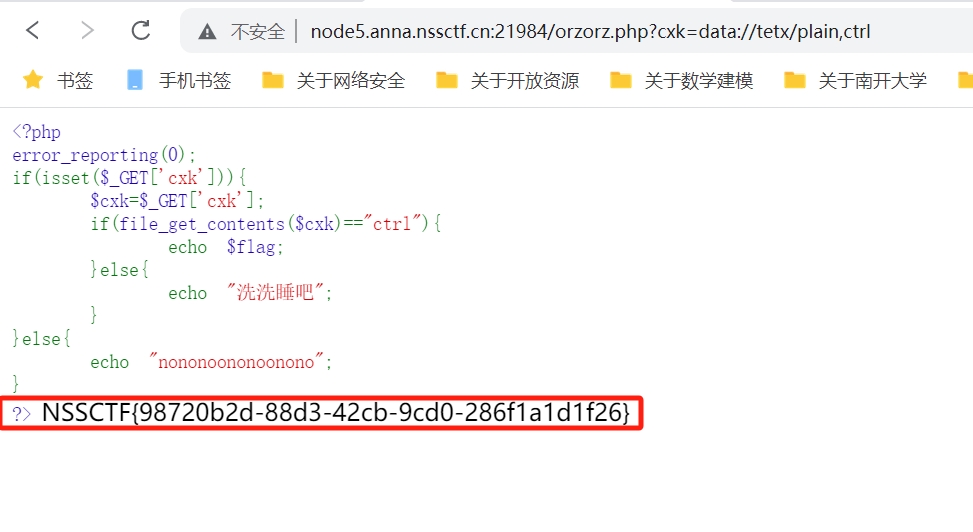 不安全 node5.anna.nssctf.cn:21984/orzorz.php?cxk=data://tetx/plain,ctrl
书签 手机书签 关于网络安全 关于开放资源 关于数学建模 关于南开大学
<?php
error_reporting(0);
if(isset($_GET['cxk'])){
$cxk=$_GET['cxk'];
if(file_get_contents($cxk)=="ctrl"){
echo $flag;
}else{
echo "洗洗睡吧";
}
}else{
echo "nononoononoonono";
}
?> NSSCTF{98720b2d-88d3-42cb-9cd0-286f1a1d1f26}